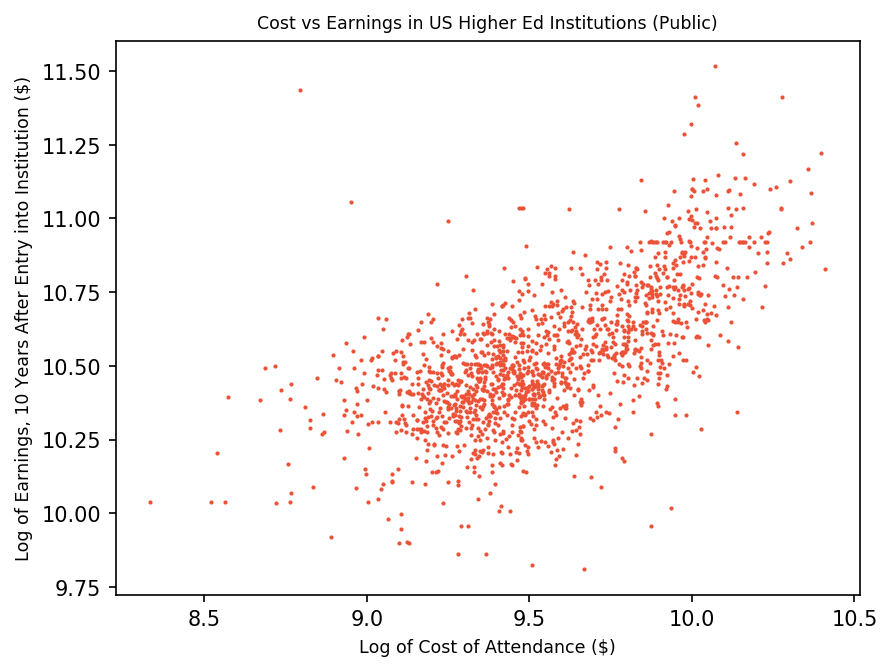 Cost vs Earnings in US Higher Ed Institutions (Public)
Log of Earnings, 10 Years After Entry into Institution ($)
11.50
11.25
11.00
10.75
10.50
10.25
10.00
9.75
8.5 9.0 9.5 10.0 10.5
Log of Cost of Attendance ($)